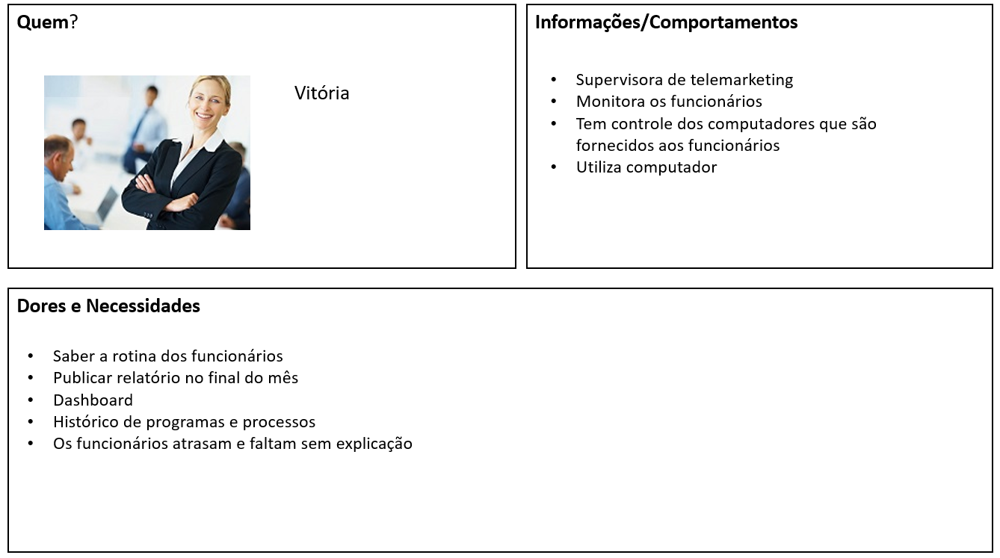 Quem?
Vitória
Informações/Comportamentos
• Supervisora de telemarketing
• Monitora os funcionários
• Tem controle dos computadores que são
fornecidos aos funcionários
• Utiliza computador
Dores e Necessidades
• Saber a rotina dos funcionários
• Publicar relatório no final do mês
• Dashboard
• Histórico de programas e processos
• Os funcionários atrasam e faltam sem explicação